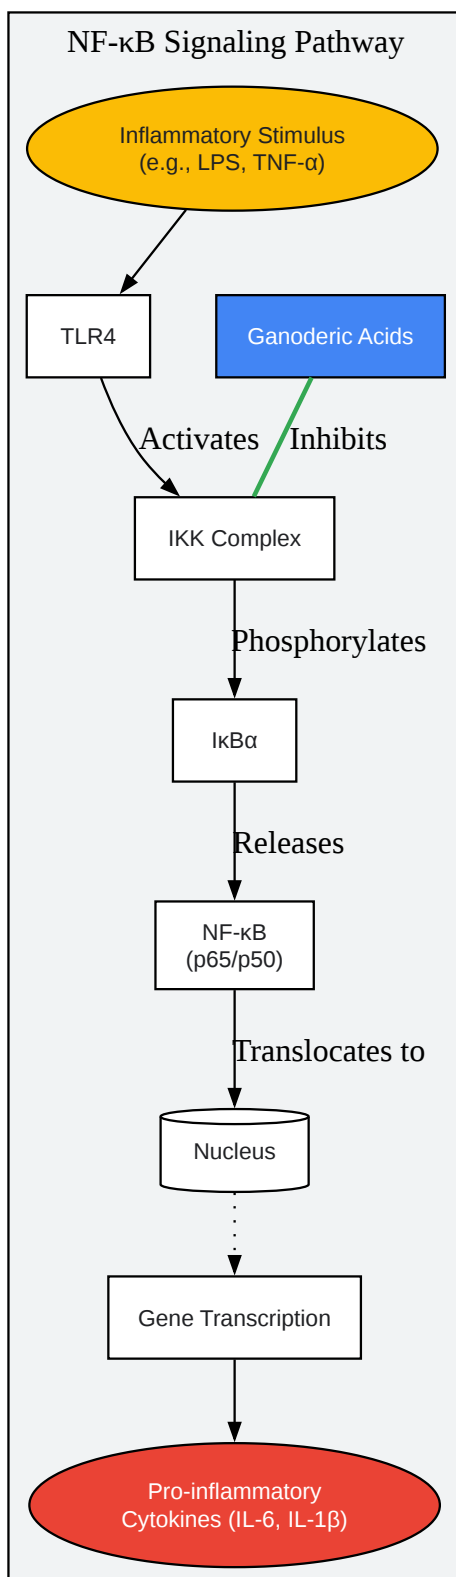 NF-κB Signaling Pathway
Inflammatory Stimulus
(e.g., LPS, TNF-α)
TLR4
Ganoderic Acids
Activates
Inhibits
IKK Complex
Phosphorylates
IκBα
Releases
NF-κB
(p65/p50)
Translocates to
Nucleus
Gene Transcription
Pro-inflammatory
Cytokines (IL-6, IL-1β)